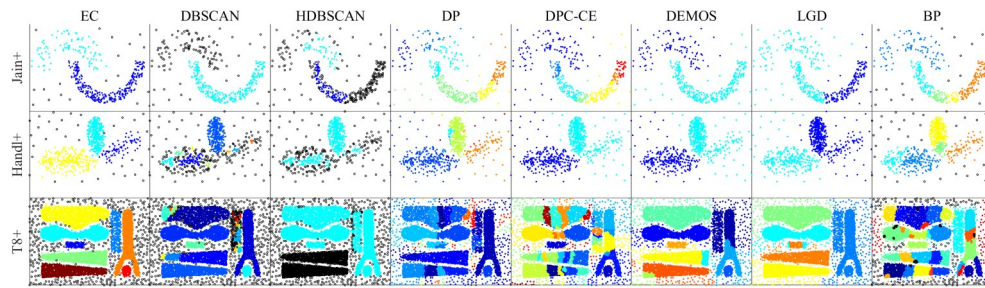 EC DBSCAN HDBSCAN DP DPC-CE DEMOS LGD BP
Jain+
Handl+
T8+